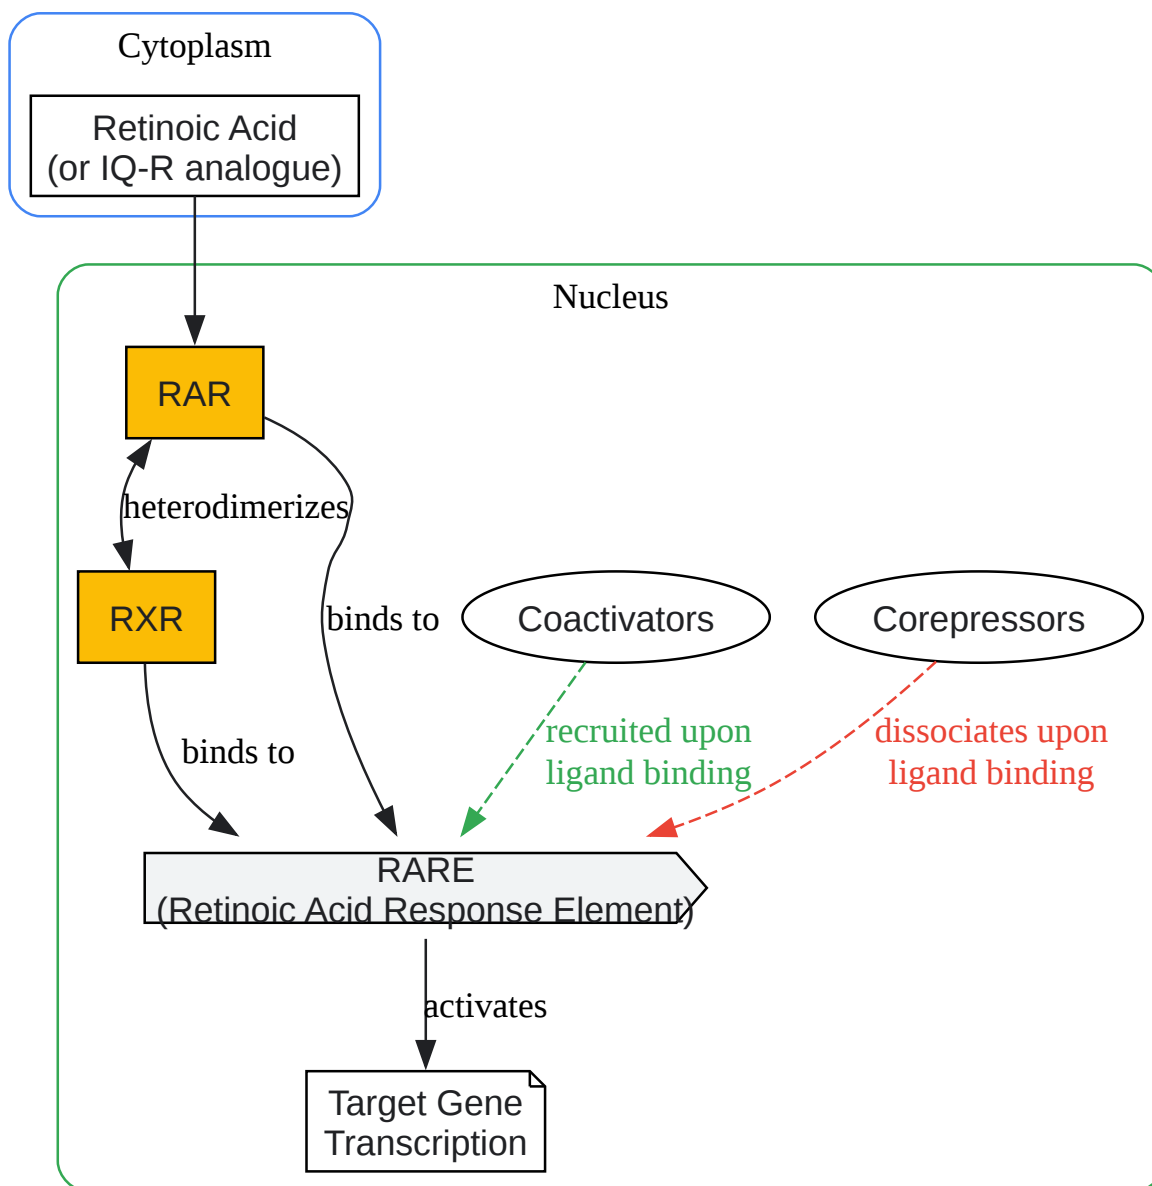 Cytoplasm
Retinoic Acid
(or IQ-R analogue)
Nucleus
RAR
heterodimerizes
RXR
binds to
Coactivators
Corepressors
binds to
recruited upon
ligand binding
dissociates upon
ligand binding
RARE
(Retinoic Acid Response Element)
activates
Target Gene
Transcription